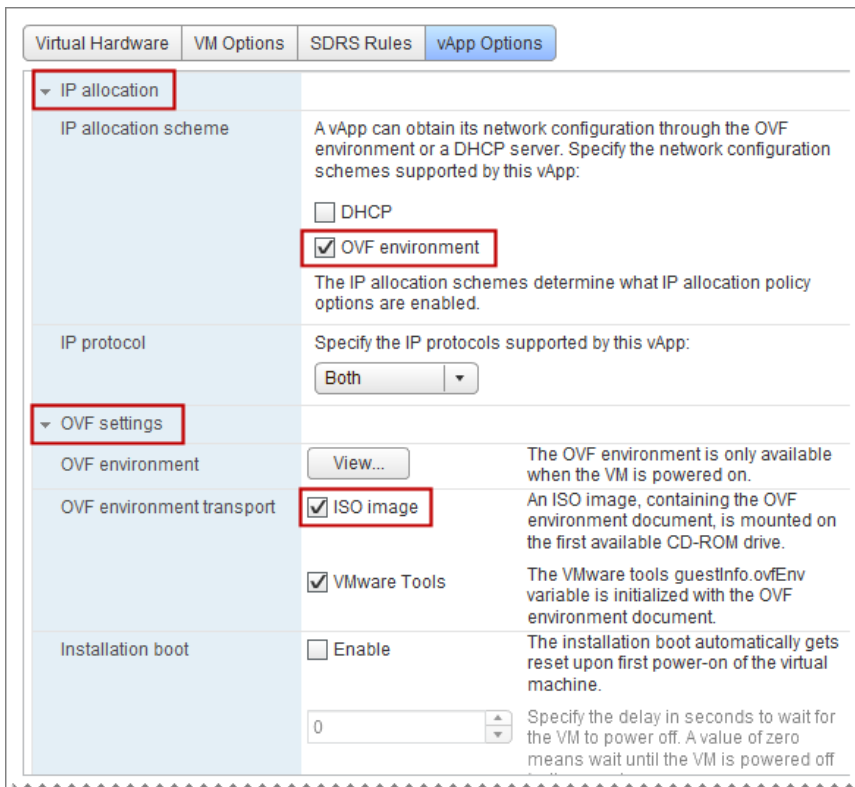 Virtual Hardware VM Options SDRS Rules vApp Options
IP allocation
IP allocation scheme
A vApp can obtain its network configuration through the OVF
environment or a DHCP server. Specify the network configuration
schemes supported by this vApp:
DHCP
OVF environment
The IP allocation schemes determine what IP allocation policy
options are enabled.
IP protocol
Specify the IP protocols supported by this vApp:
Both
OVF settings
OVF environment
View...
The OVF environment is only available
when the VM is powered on.
OVF environment transport
ISO image
An ISO image, containing the OVF
environment document, is mounted on
the first available CD-ROM drive.
VMware Tools
The VMware tools guestInfo.ovfEnv
variable is initialized with the OVF
environment document.
Installation boot
Enable
The installation boot automatically gets
reset upon first power-on of the virtual
machine.
0
Specify the delay in seconds to wait for
the VM to power off. A value of zero
means wait until the VM is powered off